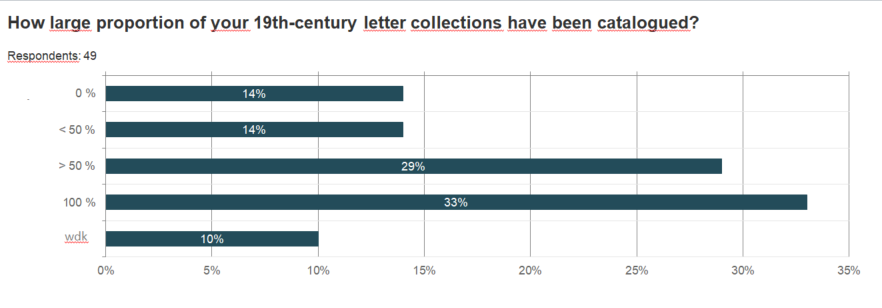 How large proportion of your 19th-century letter collections have been catalogued?
Respondents: 49
0 % 14%
< 50 % 14%
> 50 % 29%
100 % 33%
wdk 10%
0% 5% 10% 15% 20% 25% 30% 35%